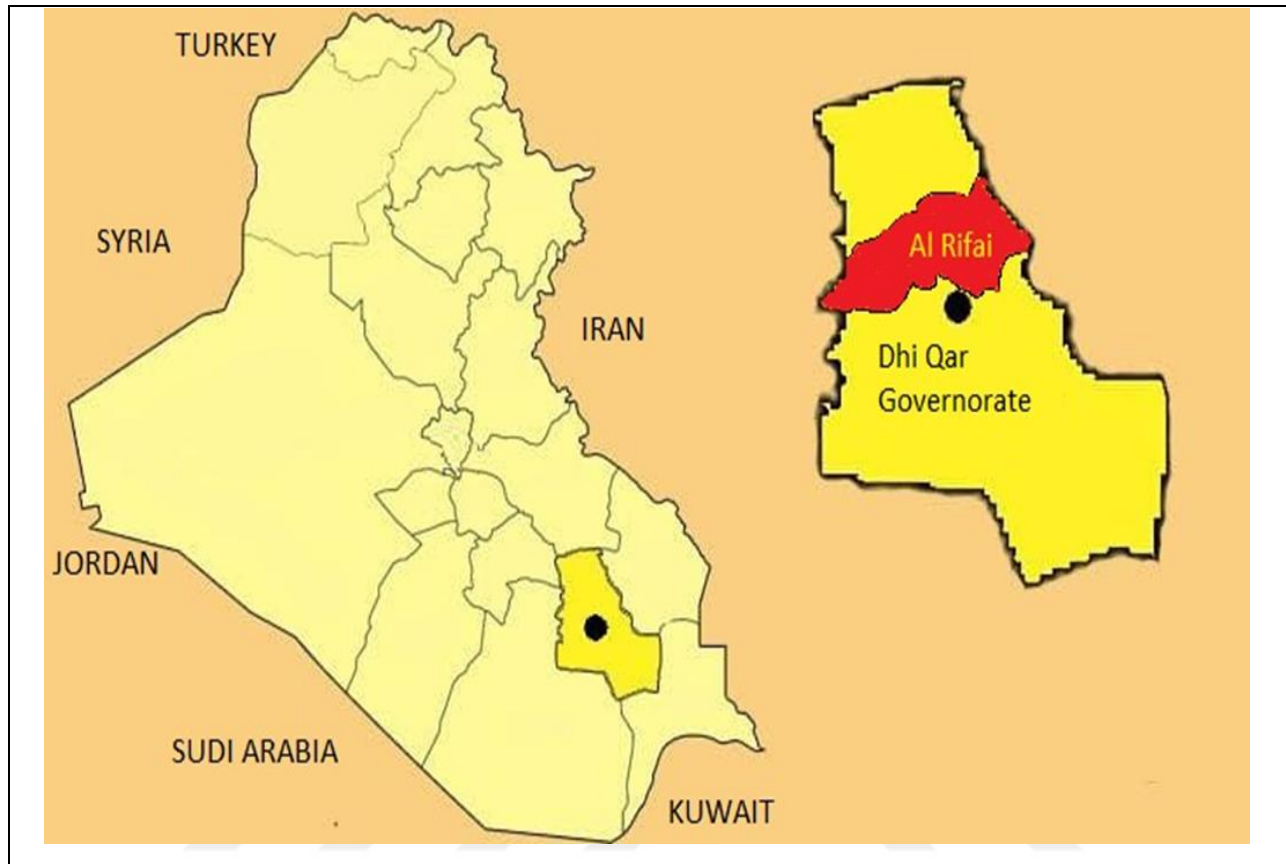 TURKEY
SYRIA
IRAN
JORDAN
SUDI ARABIA
KUWAIT
Al Rifai
Dhi Qar
Governorate